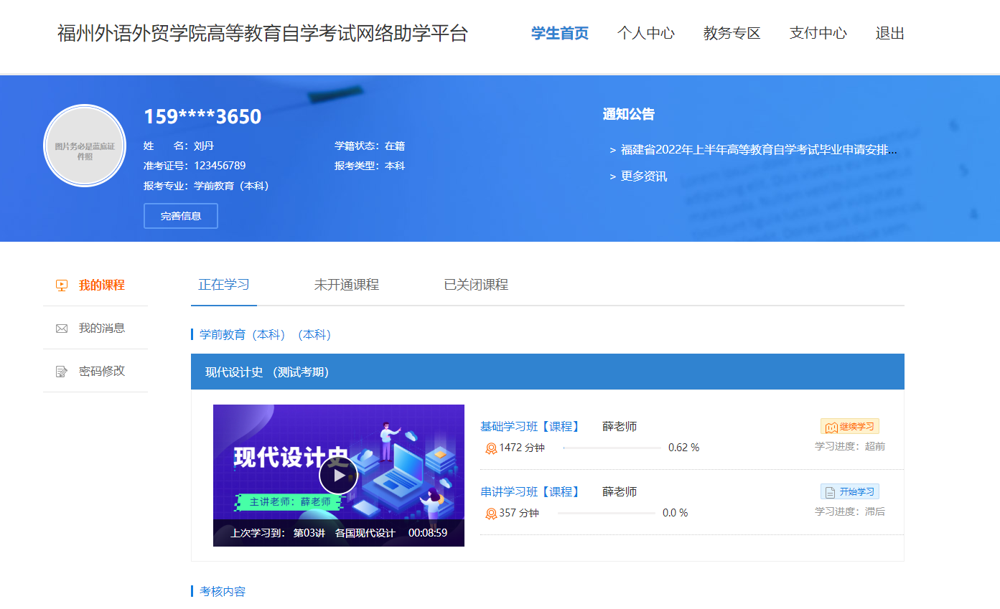 福州外语外贸学院高等教育自学考试网络助学平台
学生首页 个人中心 教务专区 支付中心 退出
图片务必是蓝底证
件照
159****3650
姓 名：刘丹 学籍状态：在籍
准考证号：123456789 报考类型：本科
报考专业：学前教育（本科）
完善信息
通知公告
> 福建省2022年上半年高等教育自学考试毕业申请安排...
> 更多资讯
我的课程
我的消息
密码修改
正在学习 未开通课程 已关闭课程
学前教育（本科）（本科）
现代设计史 （测试考期）
现代设计史
主讲老师：薛老师
上次学习到： 第03讲 各国现代设计 00:08:59
基础学习班【课程】 薛老师 继续学习
1472 分钟 0.62 % 学习进度：超前
串讲学习班【课程】 薛老师 开始学习
357 分钟 0.0 % 学习进度：滞后
考核内容